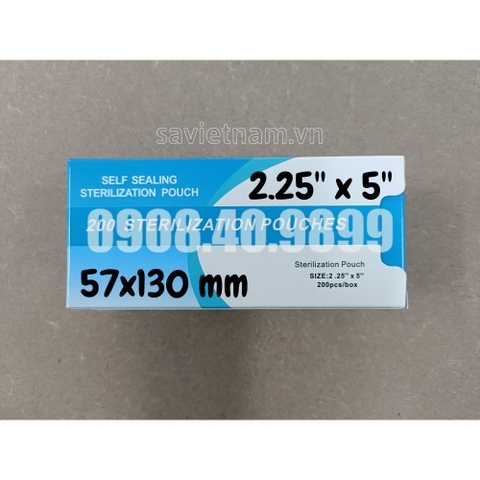 savietnam.vn
SELF SEALING
STERILIZATION POUCH
2.25" x 5"
200 STERILIZATION POUCHES
0908.40.9899
57x130 mm
Sterilization Pouch
SIZE:2 .25" x 5"
200pcs/box